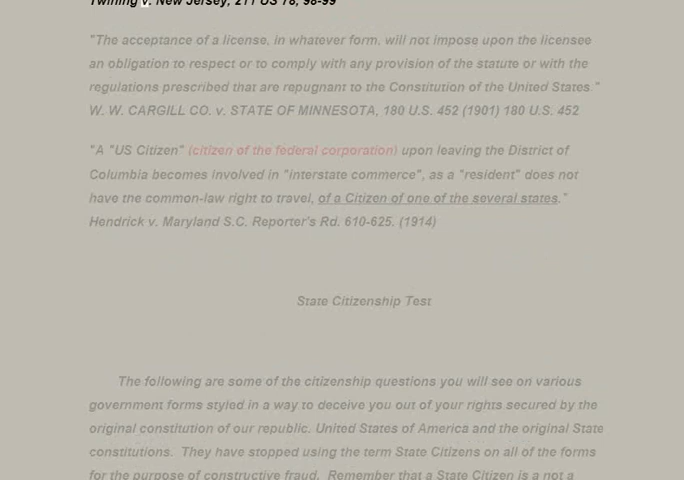 Twining v. New Jersey, 211 US 78, 98-99
"The acceptance of a license, in whatever form, will not impose upon the licensee
an obligation to respect or to comply with any provision of the statute or with the
regulations prescribed that are repugnant to the Constitution of the United States."
W. W. CARGILL CO. v. STATE OF MINNESOTA, 180 U.S. 452 (1901) 180 U.S. 452
"A "US Citizen" (citizen of the federal corporation) upon leaving the District of
Columbia becomes involved in "interstate commerce", as a "resident" does not
have the common-law right to travel, of a Citizen of one of the several states."
Hendrick v. Maryland S.C. Reporter's Rd. 610-625. (1914)
State Citizenship Test
The following are some of the citizenship questions you will see on various
government forms styled in a way to deceive you out of your rights secured by the
original constitution of our republic. United States of America and the original State
constitutions. They have stopped using the term State Citizens on all of the forms
for the purpose of constructive fraud. Remember that a State Citizen is a not a